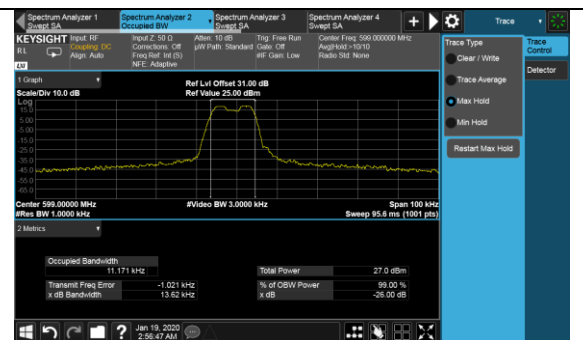 Spectrum Analyzer 1
Swept SA
Spectrum Analyzer 2
Occupied BW
Spectrum Analyzer 3
Swept SA
Spectrum Analyzer 4
Swept SA
Trace
KEYSIGHT
RL
LXI
Input: RF
Coupling: DC
Align: Auto
Input Z: 50 Ω
Corrections: Off
Freq Ref: Int (S)
NFE: Adaptive
Atten: 10 dB
µW Path: Standard
Trig: Free Run
Gate: Off
#IF Gain: Low
Center Freq: 599.000000 MHz
Avg|Hold:>10/10
Radio Std: None
Trace Type
Clear / Write
Trace Average
Max Hold
Min Hold
Restart Max Hold
Trace
Control
Detector
1 Graph
Scale/Div 10.0 dB
Ref Lvl Offset 31.00 dB
Ref Value 25.00 dBm
Log
15.0
5.00
-5.00
-15.0
-25.0
-35.0
-45.0
-55.0
-65.0
Center 599.00000 MHz
#Res BW 1.0000 kHz
#Video BW 3.0000 kHz
Span 100 kHz
Sweep 95.6 ms (1001 pts)
2 Metrics
Occupied Bandwidth
11.171 kHz
Total Power
27.0 dBm
Transmit Freq Error
-1.021 kHz
% of OBW Power
99.00 %
x dB Bandwidth
13.62 kHz
x dB
-26.00 dB
?
Jan 19, 2020
2:56:47 AM